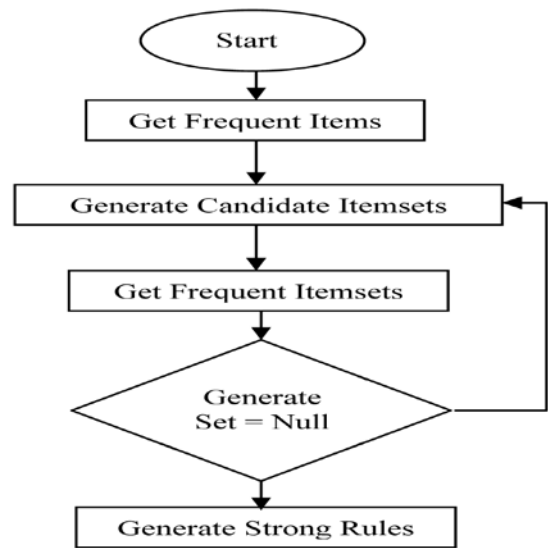 Start
Get Frequent Items
Generate Candidate Itemsets
Get Frequent Itemsets
Generate
Set = Null
Generate Strong Rules